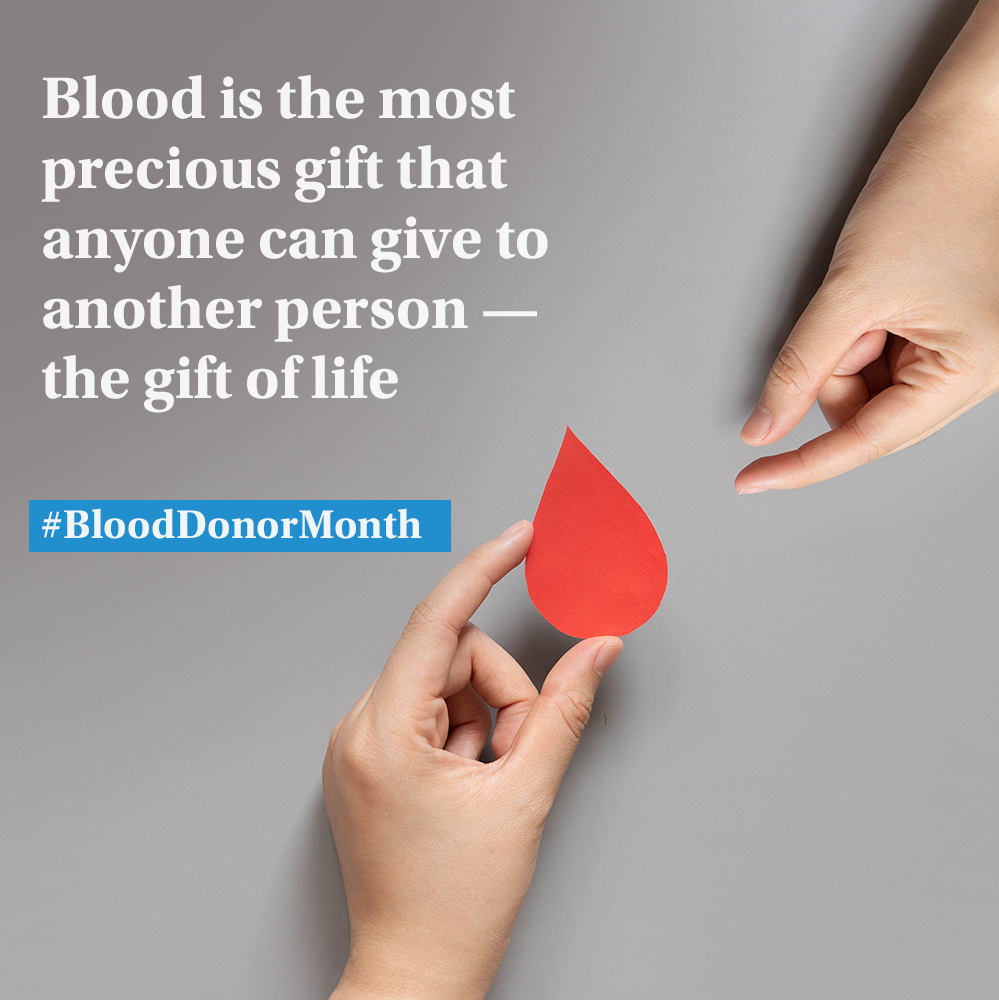 Blood is the most
precious gift that
anyone can give to
another person —
the gift of life
#BloodDonorMonth